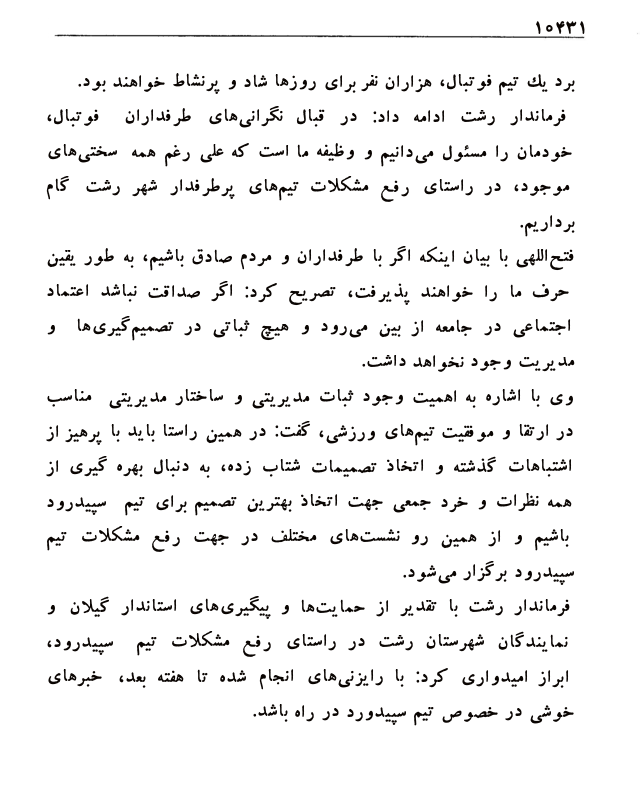 ۱۰۴۳۱
برد یك تیم فوتبال، هزاران نفر برای روزها شاد و پرنشاط خواهند بود.
فرماندار رشت ادامه داد: در قبال نگرانی‌های طرفداران فوتبال،
خودمان را مسئول می‌دانیم و وظیفه ما است که علی رغم همه سختی‌های
موجود، در راستای رفع مشکلات تیم‌های پرطرفدار شهر رشت گام
برداریم.
فتح‌اللهی با بیان اینکه اگر با طرفداران و مردم صادق باشیم، به طور یقین
حرف ما را خواهند پذیرفت، تصریح کرد: اگر صداقت نباشد اعتماد
اجتماعی در جامعه از بین می‌رود و هیچ ثباتی در تصمیم‌گیری‌ها و
مدیریت وجود نخواهد داشت.
وی با اشاره به اهمیت وجود ثبات مدیریتی و ساختار مدیریتی مناسب
در ارتقا و موفقیت تیم‌های ورزشی، گفت: در همین راستا باید با پرهیز از
اشتباهات گذشته و اتخاذ تصمیمات شتاب زده، به دنبال بهره گیری از
همه نظرات و خرد جمعی جهت اتخاذ بهترین تصمیم برای تیم سپیدرود
باشیم و از همین رو نشست‌های مختلف در جهت رفع مشکلات تیم
سپیدرود برگزار می‌شود.
فرماندار رشت با تقدیر از حمایت‌ها و پیگیری‌های استاندار گیلان و
نمایندگان شهرستان رشت در راستای رفع مشکلات تیم سپیدرود،
ابراز امیدواری کرد: با رایزنی‌های انجام شده تا هفته بعد، خبرهای
خوشی در خصوص تیم سپیدورد در راه باشد.